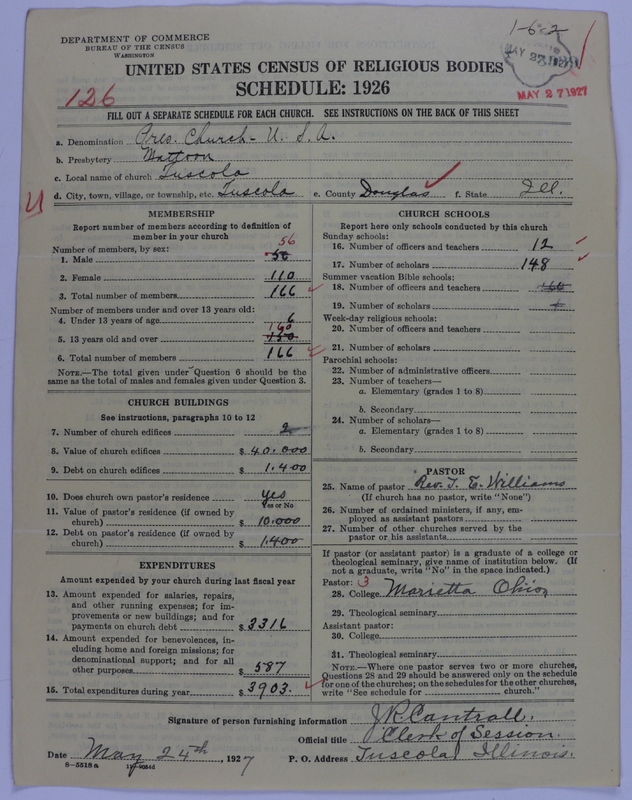 DEPARTMENT OF COMMERCE
BUREAU OF THE CENSUS
WASHINGTON
1-6-2
MAY 27 1927
MAY 27 1927
UNITED STATES CENSUS OF RELIGIOUS BODIES
SCHEDULE: 1926
126
FILL OUT A SEPARATE SCHEDULE FOR EACH CHURCH. SEE INSTRUCTIONS ON THE BACK OF THIS SHEET
a. Denomination Pres. Church - U. S. A.
b. Presbytery Mattoon
c. Local name of church Tuscola
d. City, town, village, or township, etc. Tuscola e. County Douglas f. State Ill.
MEMBERSHIP
Report number of members according to definition of
member in your church
Number of members, by sex:
56
1. Male 50
2. Female 110
3. Total number of members 166
Number of members under and over 13 years old:
4. Under 13 years of age 6
160
5. 13 years old and over 150
6. Total number of members 166
NOTE.—The total given under Question 6 should be
same as the total of males and females given under Question 3.
CHURCH BUILDINGS
See instructions, paragraphs 10 to 12
7. Number of church edifices 2
8. Value of church edifices $ 40.000
9. Debt on church edifices $ 1.400
10. Does church own pastor's residence yes
Yes or No
11. Value of pastor's residence (if owned by
church) $ 10.000
12. Debt on pastor's residence (if owned by
church) $ 1.400
EXPENDITURES
Amount expended by your church during last fiscal year
13. Amount expended for salaries, repairs,
and other running expenses; for im-
provements or new buildings; and for
payments on church debt $ 3316
14. Amount expended for benevolences, in-
cluding home and foreign missions; for
denominational support; and for all
other purposes $ 587
15. Total expenditures during year $ 3903.
CHURCH SCHOOLS
Report here only schools conducted by this church
Sunday schools:
16. Number of officers and teachers 12
17. Number of scholars 148
Summer vacation Bible schools:
18. Number of officers and teachers
19. Number of scholars
Week-day religious schools:
20. Number of officers and teachers
21. Number of scholars
Parochial schools:
22. Number of administrative officers
23. Number of teachers—
a. Elementary (grades 1 to 8)
b. Secondary
24. Number of scholars—
a. Elementary (grades 1 to 8)
b. Secondary
PASTOR
25. Name of pastor Rev. T. E. Williams
(If church has no pastor, write "None")
26. Number of ordained ministers, if any, em-
ployed as assistant pastors
27. Number of other churches served by the
pastor or his assistants
If pastor (or assistant pastor) is a graduate of a college or
theological seminary, give name of institution below. (If
not a graduate, write "No" in the space indicated.)
Pastor: 3
28. College Marietta Ohio
29. Theological seminary
Assistant pastor:
30. College
31. Theological seminary
NOTE.—Where one pastor serves two or more churches,
Questions 28 and 29 should be answered only on the schedule
for one of the churches; on the schedules for the other churches,
write "See schedule for church."
Signature of person furnishing information J. R. Cantrall.
Official title Clerk of Session.
Date May 24th, 1927 P. O. Address Tuscola, Illinois.
8-5518a